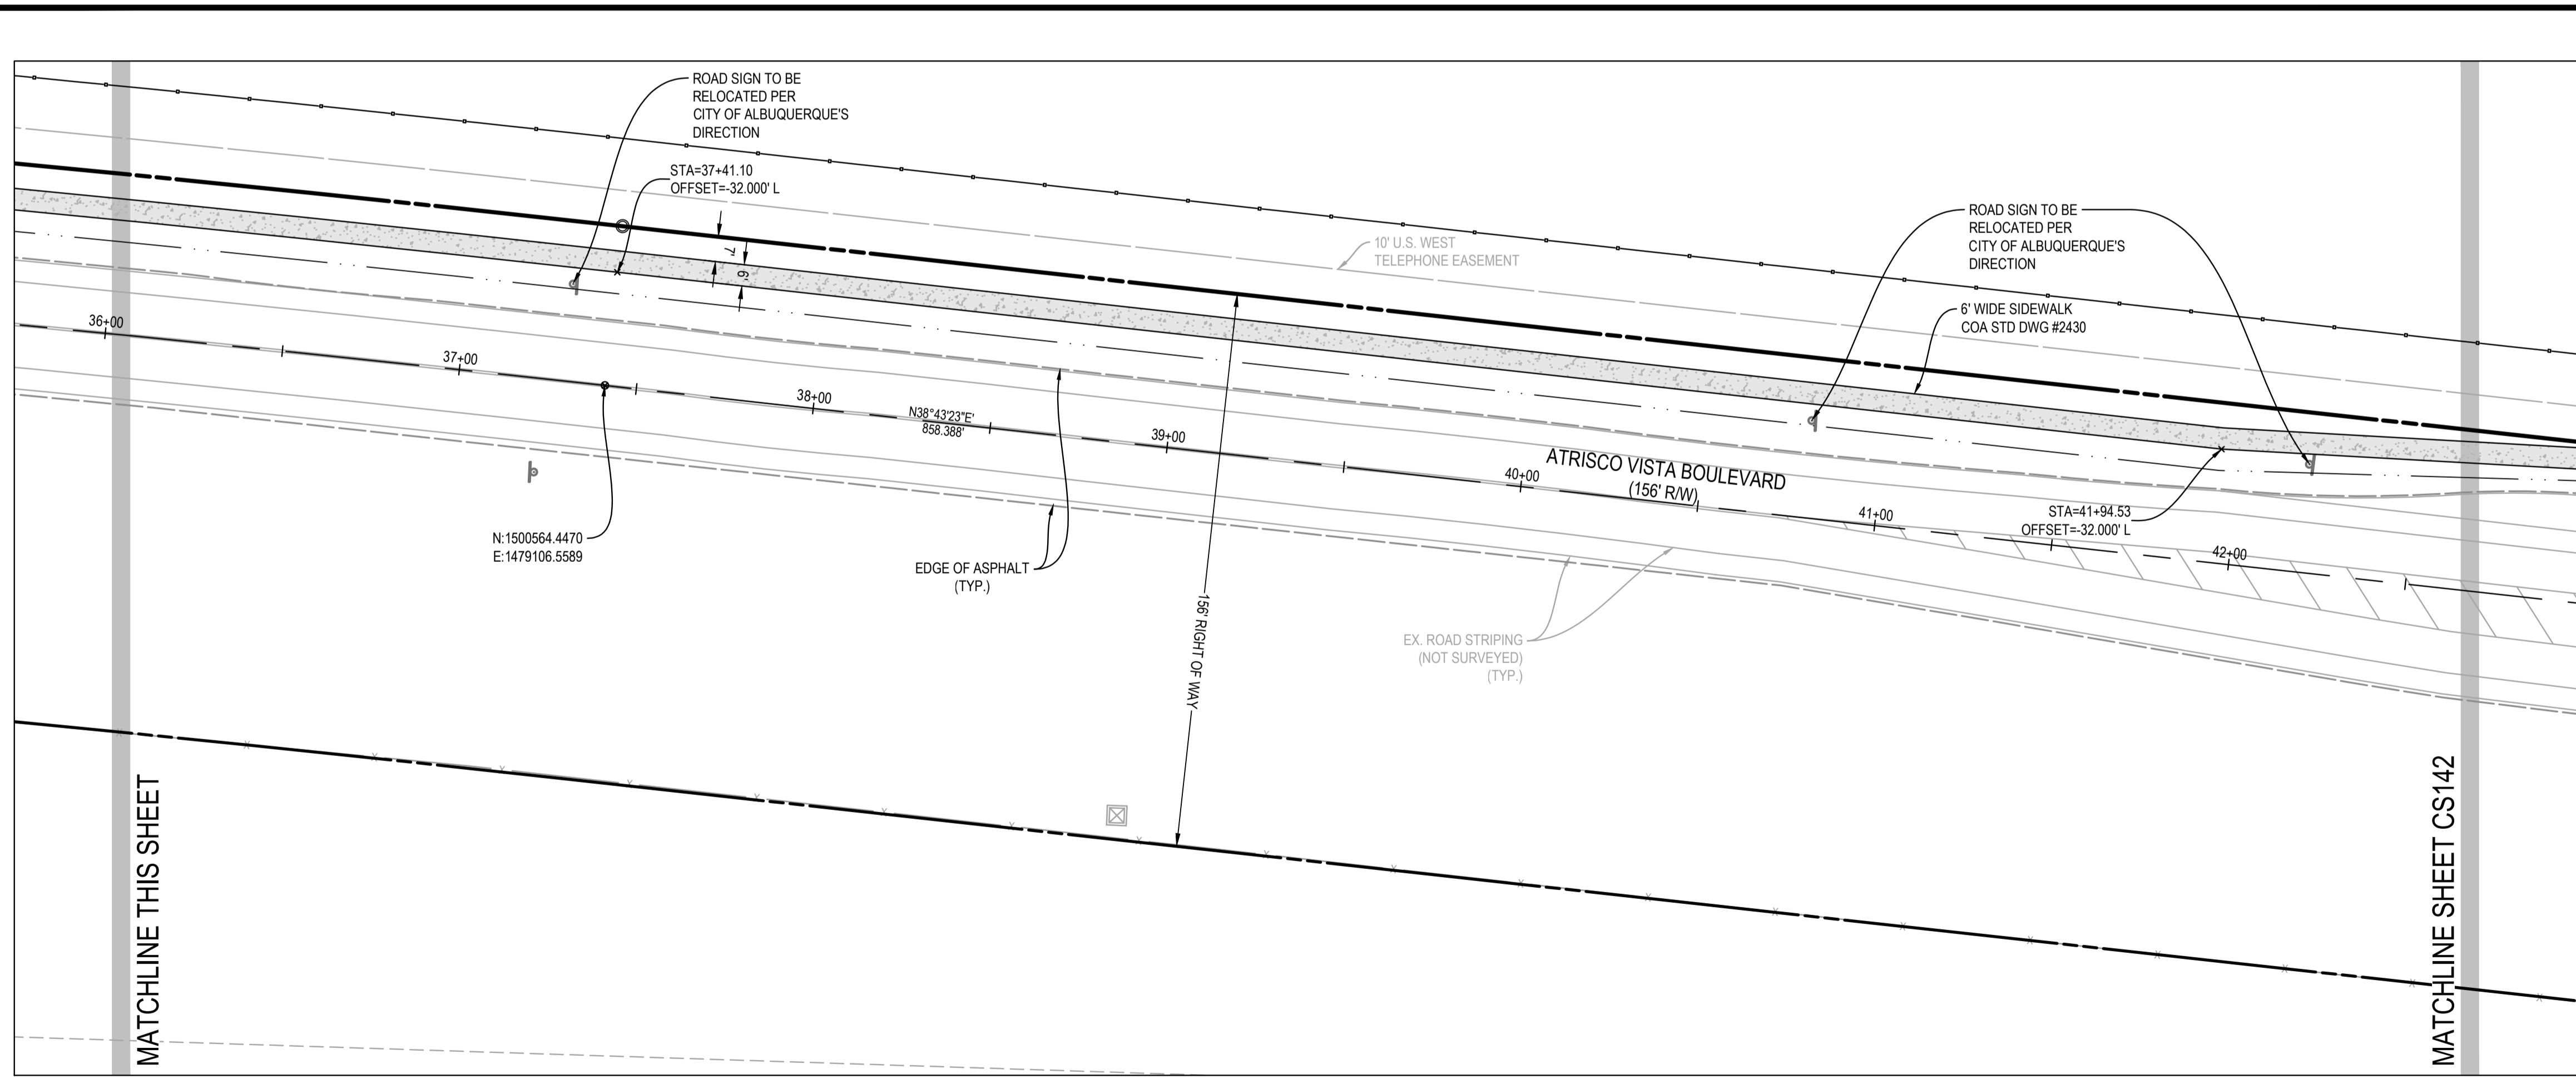 ROAD SIGN TO BE
RELOCATED PER
CITY OF ALBUQUERQUE'S
DIRECTION
STA=37+41.10
OFFSET=-32.000' L
7'
6'
10' U.S. WEST
TELEPHONE EASEMENT
ROAD SIGN TO BE
RELOCATED PER
CITY OF ALBUQUERQUE'S
DIRECTION
6' WIDE SIDEWALK
COA STD DWG #2430
36+00
37+00
38+00
N38°43'23"E'
858.388'
39+00
40+00
ATRISCO VISTA BOULEVARD
(156' R/W)
41+00
STA=41+94.53
OFFSET=-32.000' L
42+00
N:1500564.4470
E:1479106.5589
EDGE OF ASPHALT
(TYP.)
156' RIGHT OF WAY
EX. ROAD STRIPING
(NOT SURVEYED)
(TYP.)
MATCHLINE THIS SHEET
MATCHLINE SHEET CS142